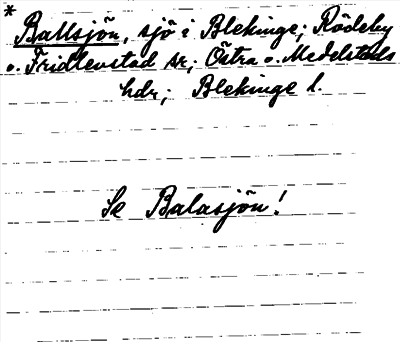 * Ballsjön, sjö i Blekinge; Rödeby
o. Fridlevstad sr; Östra o. Medelstads
hdr; Blekinge l.
Se Balasjön!